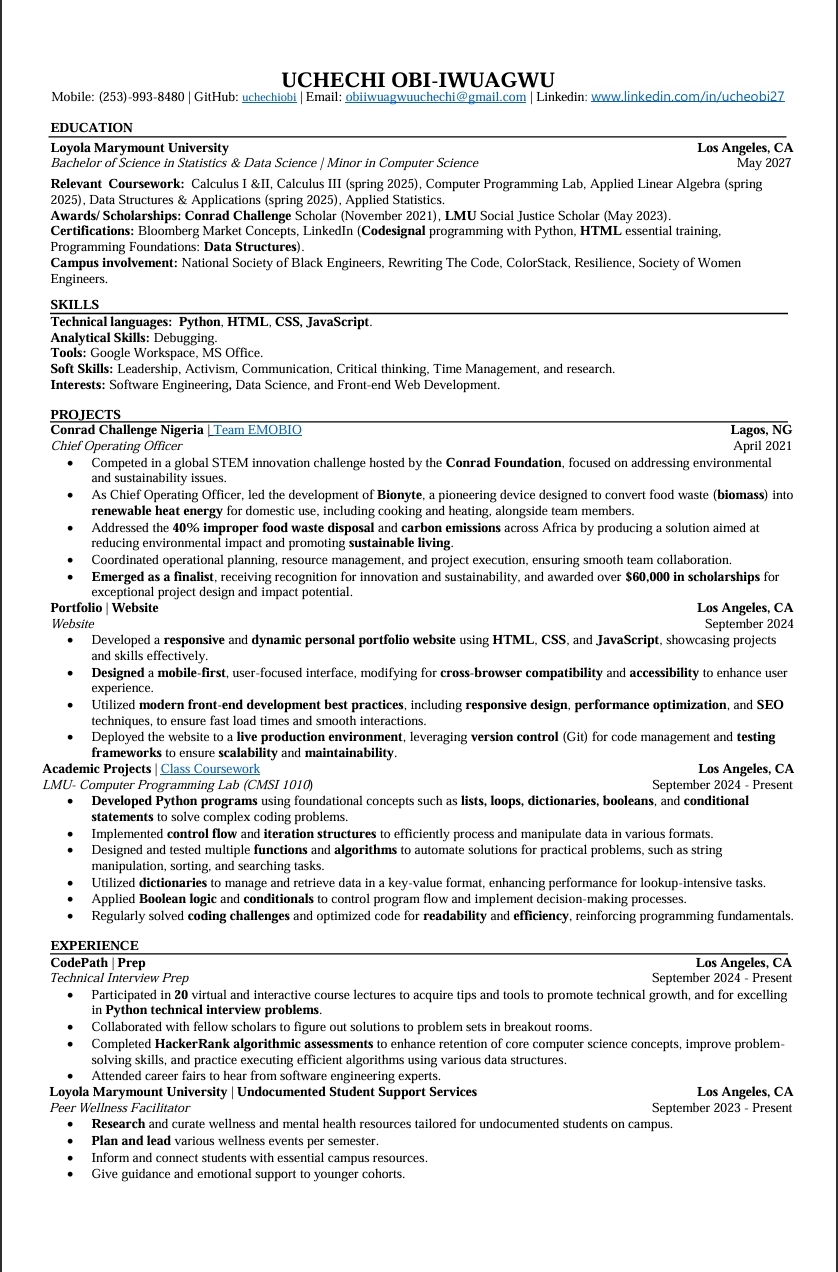 UCHECHI OBI-IWUAGWU
Mobile: (253)-993-8480 | GitHub: uchechiobi | Email: obiiwuagwuuchechi@gmail.com | Linkedin: www.linkedin.com/in/ucheobi27
EDUCATION
Loyola Marymount University Los Angeles, CA
Bachelor of Science in Statistics & Data Science | Minor in Computer Science May 2027
Relevant Coursework: Calculus I &II, Calculus III (spring 2025), Computer Programming Lab, Applied Linear Algebra (spring
2025), Data Structures & Applications (spring 2025), Applied Statistics.
Awards/ Scholarships: Conrad Challenge Scholar (November 2021), LMU Social Justice Scholar (May 2023).
Certifications: Bloomberg Market Concepts, LinkedIn (Codesignal programming with Python, HTML essential training,
Programming Foundations: Data Structures).
Campus involvement: National Society of Black Engineers, Rewriting The Code, ColorStack, Resilience, Society of Women
Engineers.
SKILLS
Technical languages: Python, HTML, CSS, JavaScript.
Analytical Skills: Debugging.
Tools: Google Workspace, MS Office.
Soft Skills: Leadership, Activism, Communication, Critical thinking, Time Management, and research.
Interests: Software Engineering, Data Science, and Front-end Web Development.
PROJECTS
Conrad Challenge Nigeria | Team EMOBIO Lagos, NG
Chief Operating Officer April 2021
• Competed in a global STEM innovation challenge hosted by the Conrad Foundation, focused on addressing environmental
and sustainability issues.
• As Chief Operating Officer, led the development of Bionyte, a pioneering device designed to convert food waste (biomass) into
renewable heat energy for domestic use, including cooking and heating, alongside team members.
• Addressed the 40% improper food waste disposal and carbon emissions across Africa by producing a solution aimed at
reducing environmental impact and promoting sustainable living.
• Coordinated operational planning, resource management, and project execution, ensuring smooth team collaboration.
• Emerged as a finalist, receiving recognition for innovation and sustainability, and awarded over $60,000 in scholarships for
exceptional project design and impact potential.
Portfolio | Website Los Angeles, CA
Website September 2024
• Developed a responsive and dynamic personal portfolio website using HTML, CSS, and JavaScript, showcasing projects
and skills effectively.
• Designed a mobile-first, user-focused interface, modifying for cross-browser compatibility and accessibility to enhance user
experience.
• Utilized modern front-end development best practices, including responsive design, performance optimization, and SEO
techniques, to ensure fast load times and smooth interactions.
• Deployed the website to a live production environment, leveraging version control (Git) for code management and testing
frameworks to ensure scalability and maintainability.
Academic Projects | Class Coursework Los Angeles, CA
LMU- Computer Programming Lab (CMSI 1010) September 2024 - Present
• Developed Python programs using foundational concepts such as lists, loops, dictionaries, booleans, and conditional
statements to solve complex coding problems.
• Implemented control flow and iteration structures to efficiently process and manipulate data in various formats.
• Designed and tested multiple functions and algorithms to automate solutions for practical problems, such as string
manipulation, sorting, and searching tasks.
• Utilized dictionaries to manage and retrieve data in a key-value format, enhancing performance for lookup-intensive tasks.
• Applied Boolean logic and conditionals to control program flow and implement decision-making processes.
• Regularly solved coding challenges and optimized code for readability and efficiency, reinforcing programming fundamentals.
EXPERIENCE
CodePath | Prep Los Angeles, CA
Technical Interview Prep September 2024 - Present
• Participated in 20 virtual and interactive course lectures to acquire tips and tools to promote technical growth, and for excelling
in Python technical interview problems.
• Collaborated with fellow scholars to figure out solutions to problem sets in breakout rooms.
• Completed HackerRank algorithmic assessments to enhance retention of core computer science concepts, improve problem-
solving skills, and practice executing efficient algorithms using various data structures.
• Attended career fairs to hear from software engineering experts.
Loyola Marymount University | Undocumented Student Support Services Los Angeles, CA
Peer Wellness Facilitator September 2023 - Present
• Research and curate wellness and mental health resources tailored for undocumented students on campus.
• Plan and lead various wellness events per semester.
• Inform and connect students with essential campus resources.
• Give guidance and emotional support to younger cohorts.